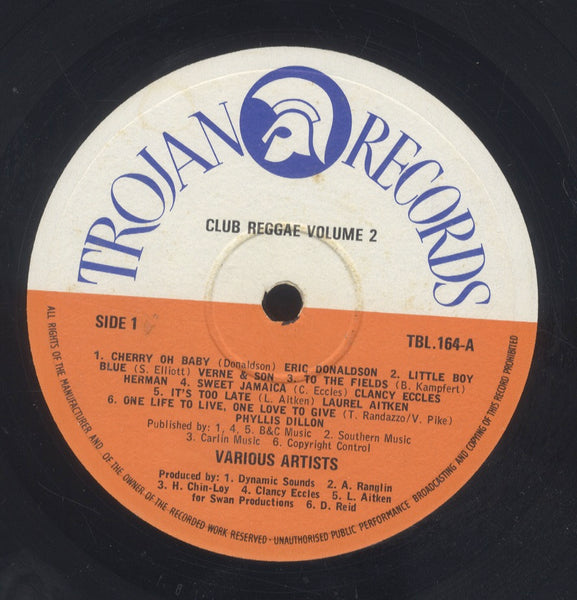 TROJAN RECORDS
CLUB REGGAE VOLUME 2
SIDE 1
TBL.164-A
1. CHERRY OH BABY (Donaldson) ERIC DONALDSON 2. LITTLE BOY
BLUE (S. Elliott) VERNE & SON 3. TO THE FIELDS (B. Kampfert)
HERMAN 4. SWEET JAMAICA (C. Eccles) CLANCY ECCLES
5. IT'S TOO LATE (L. Aitken) LAUREL AITKEN
6. ONE LIFE TO LIVE, ONE LOVE TO GIVE (T. Randazzo/V. Pike)
PHYLLIS DILLON
Published by: 1, 4, 5. B&C Music 2. Southern Music
3. Carlin Music 6. Copyright Control
VARIOUS ARTISTS
Produced by: 1. Dynamic Sounds 2. A. Ranglin
3. H. Chin-Loy 4. Clancy Eccles 5. L. Aitken
for Swan Productions 6. D. Reid
ALL RIGHTS OF THE MANUFACTURER AND OF THE OWNER OF THE RECORDED WORK RESERVED - UNAUTHORISED PUBLIC PERFORMANCE BROADCASTING AND COPYING OF THIS RECORD PROHIBITED